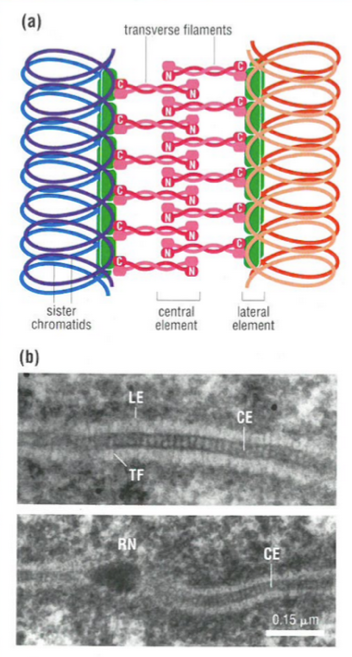 (a)
transverse filaments
N C
C N
N C
C N
N C
C N
N C
C N
N C
C N
N C
C N
sister
chromatids
central
element
lateral
element
(b)
LE
CE
TF
RN
CE
0.15 µm